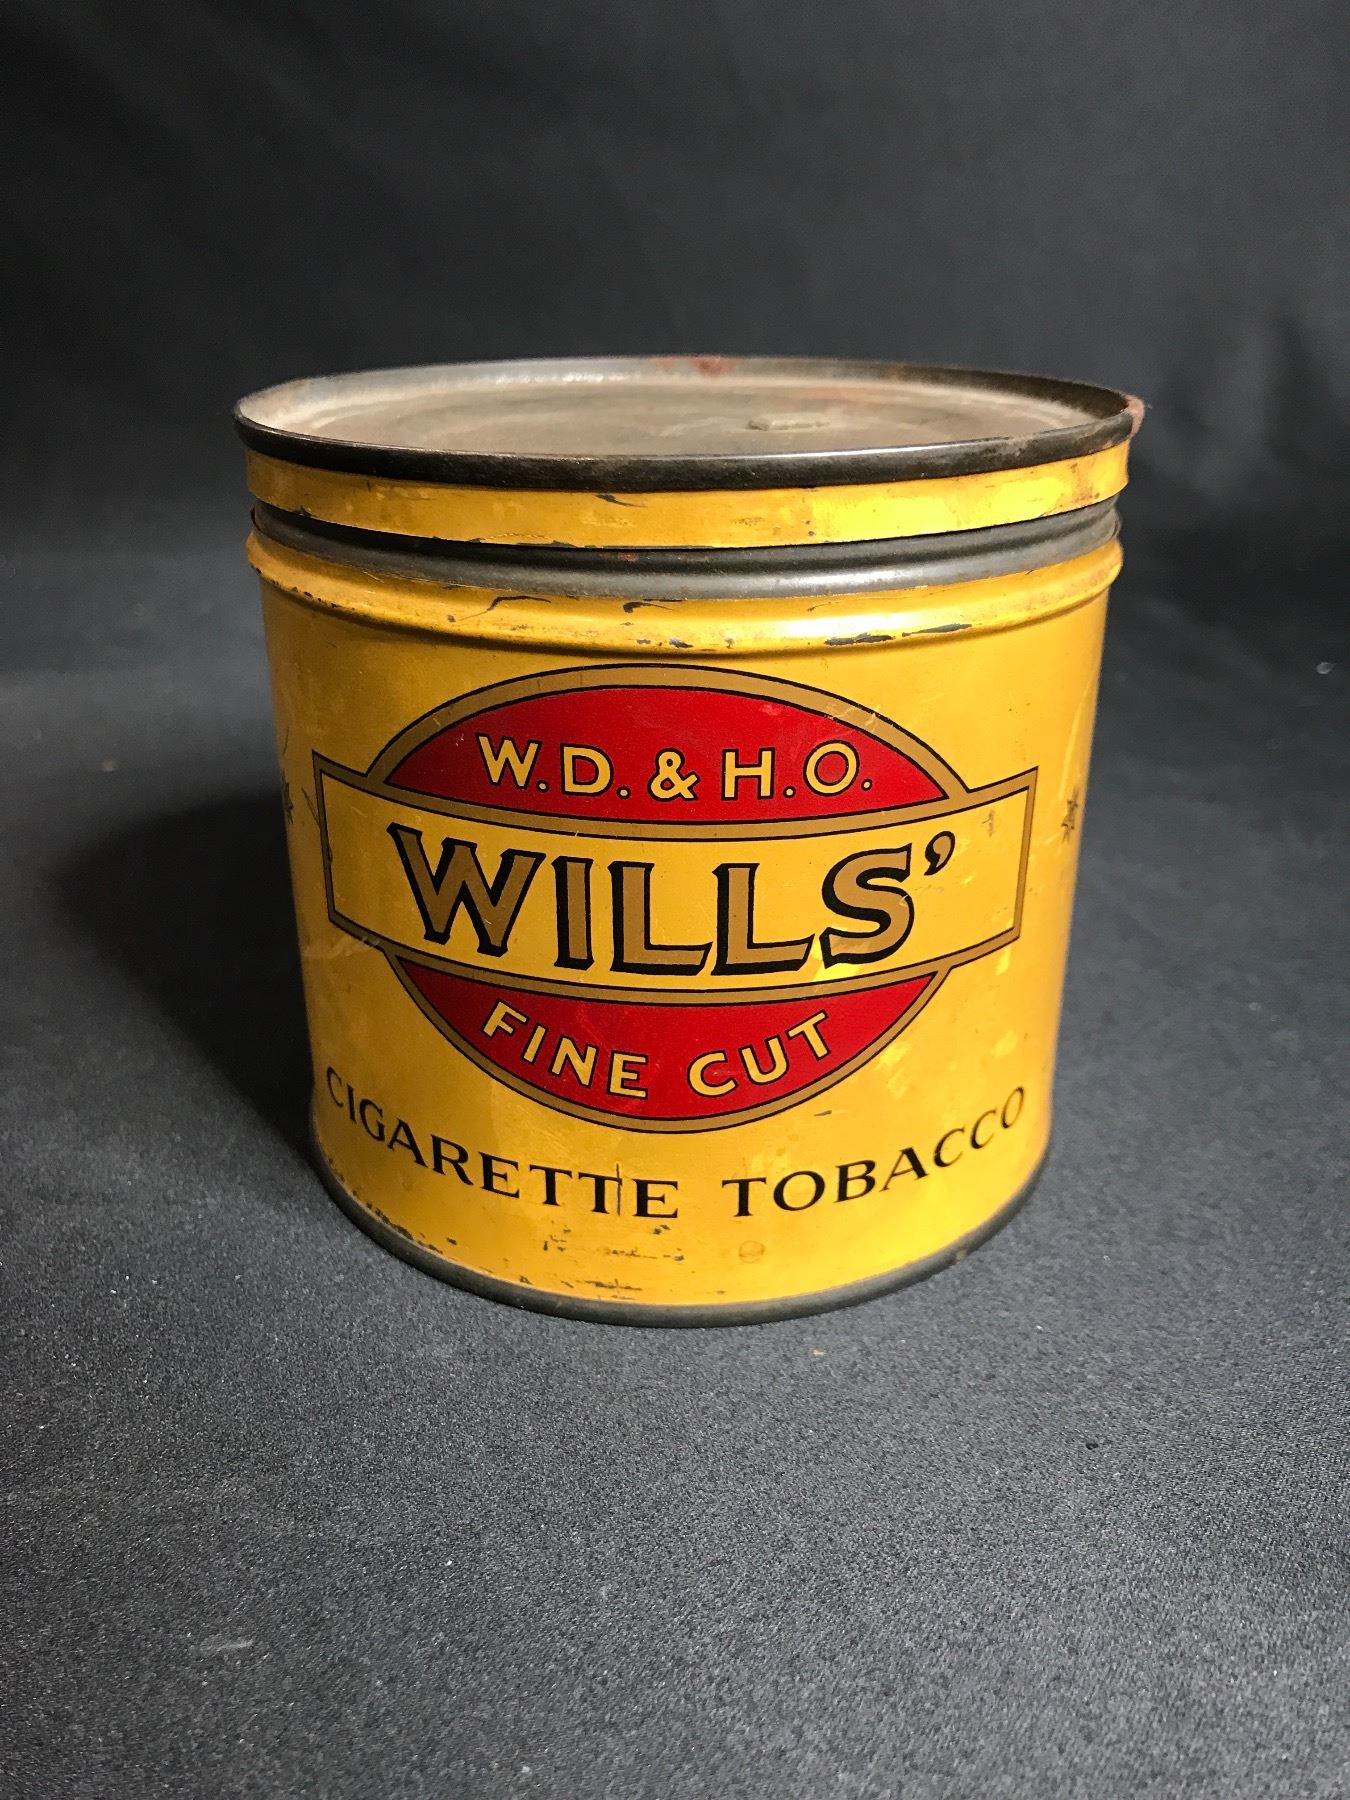 W.D. & H.O.
WILLS'
FINE CUT
CIGARETTE TOBACCO